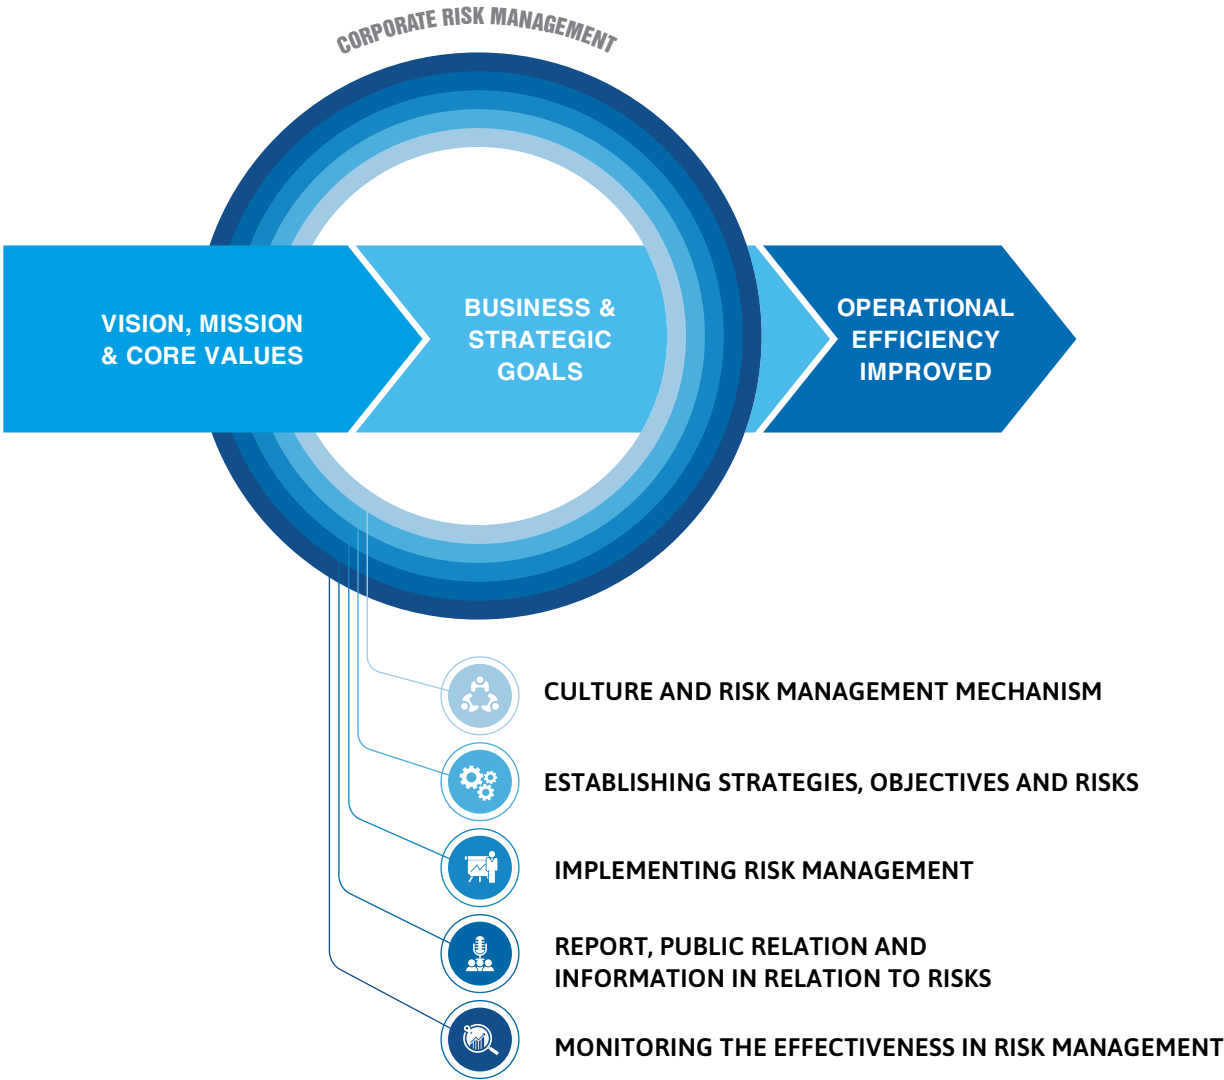 CORPORATE RISK MANAGEMENT
VISION, MISSION
& CORE VALUES
BUSINESS &
STRATEGIC
GOALS
OPERATIONAL
EFFICIENCY
IMPROVED
CULTURE AND RISK MANAGEMENT MECHANISM
ESTABLISHING STRATEGIES, OBJECTIVES AND RISKS
IMPLEMENTING RISK MANAGEMENT
REPORT, PUBLIC RELATION AND
INFORMATION IN RELATION TO RISKS
MONITORING THE EFFECTIVENESS IN RISK MANAGEMENT